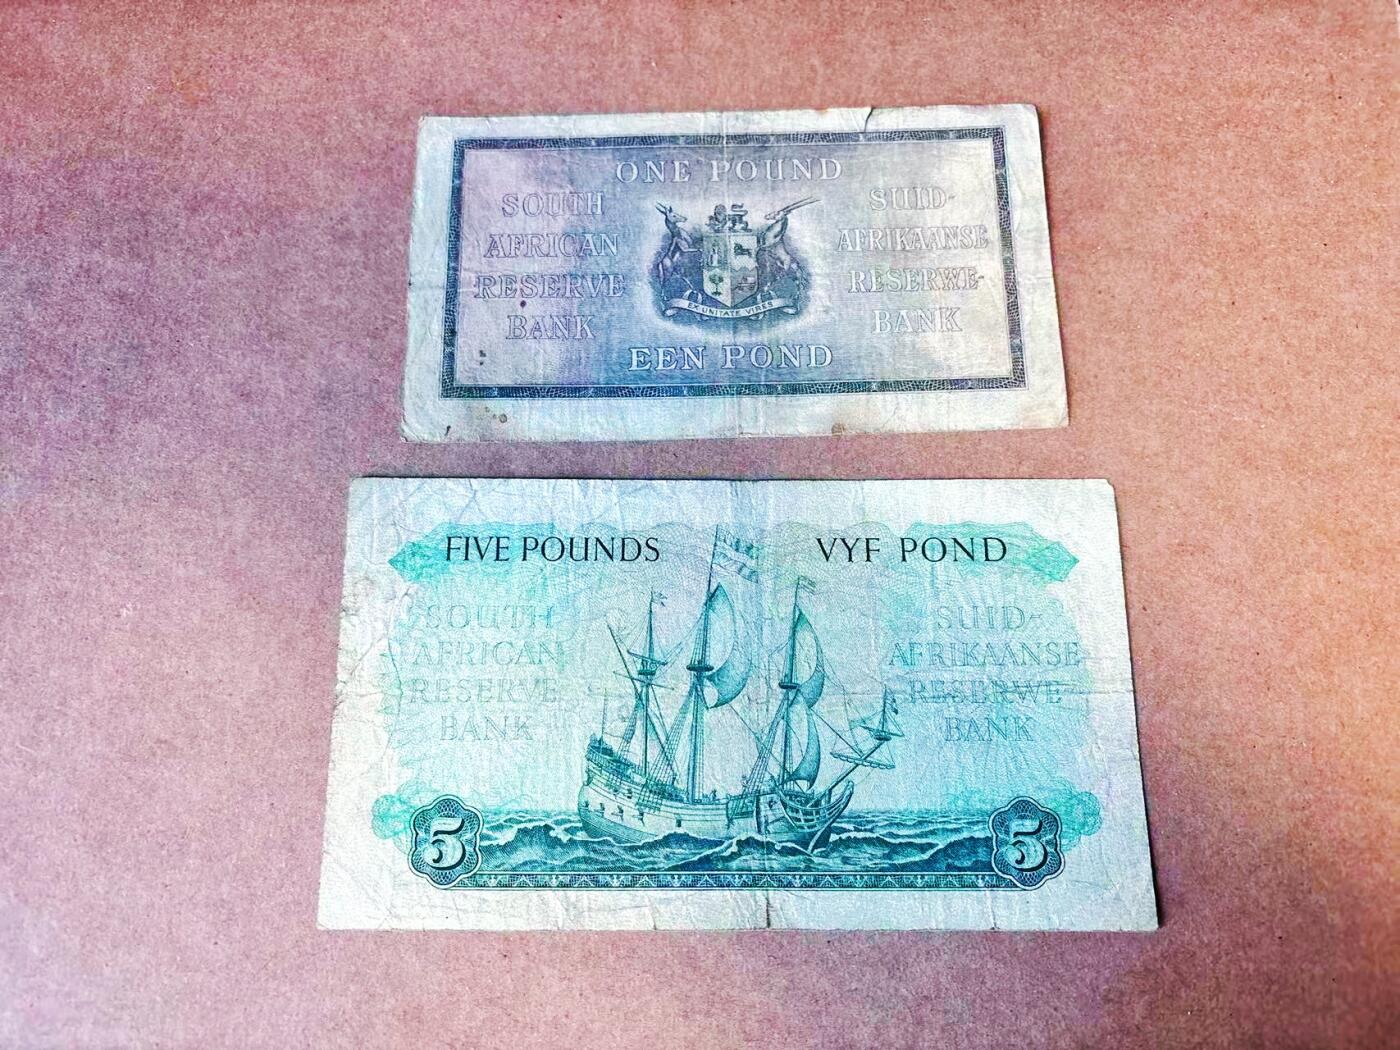 ONE POUND
SOUTH
AFRICAN
RESERVE
BANK
SUID-
AFRIKAANSE
RESERWE-
BANK
EX UNITATE VIRES
EEN POND
FIVE POUNDS
VYF POND
SOUTH
AFRICAN
RESERVE
BANK
SUID-
AFRIKAANSE
RESERWE-
BANK
5
5